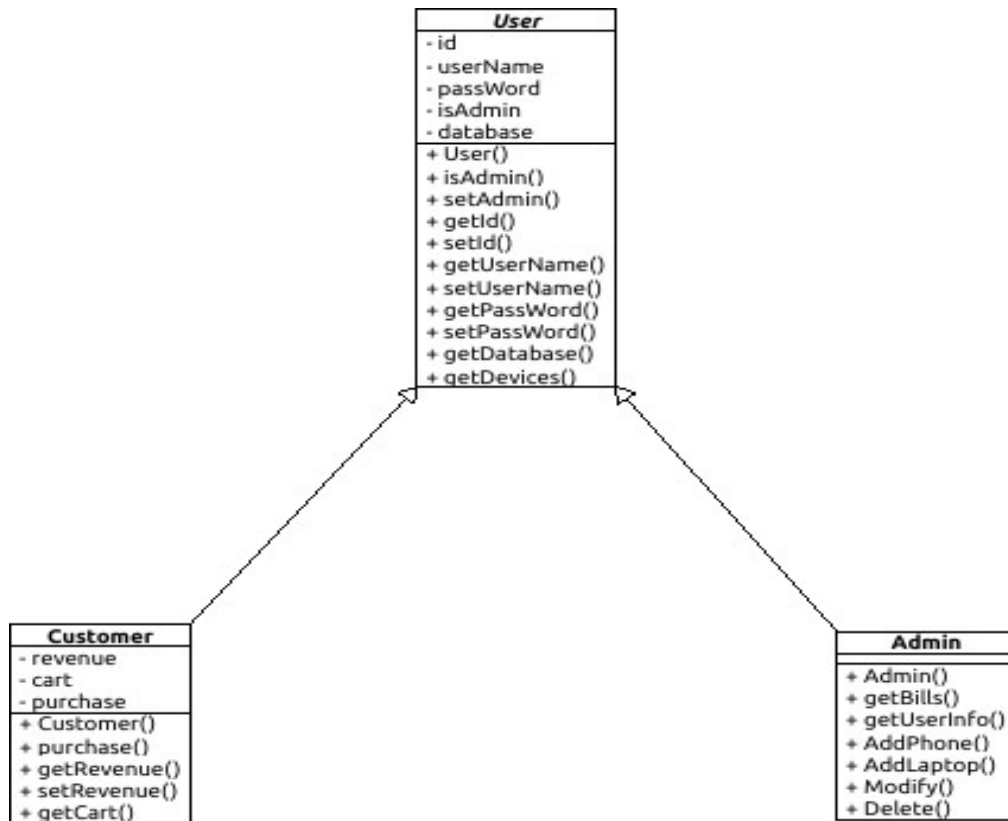 User
- id
- userName
- passWord
- isAdmin
- database
+ User()
+ isAdmin()
+ setAdmin()
+ getId()
+ setId()
+ getUserName()
+ setUserName()
+ getPassWord()
+ setPassWord()
+ getDatabase()
+ getDevices()
Customer
- revenue
- cart
- purchase
+ Customer()
+ purchase()
+ getRevenue()
+ setRevenue()
+ getCart()
Admin
+ Admin()
+ getBills()
+ getUserInfo()
+ AddPhone()
+ AddLaptop()
+ Modify()
+ Delete()